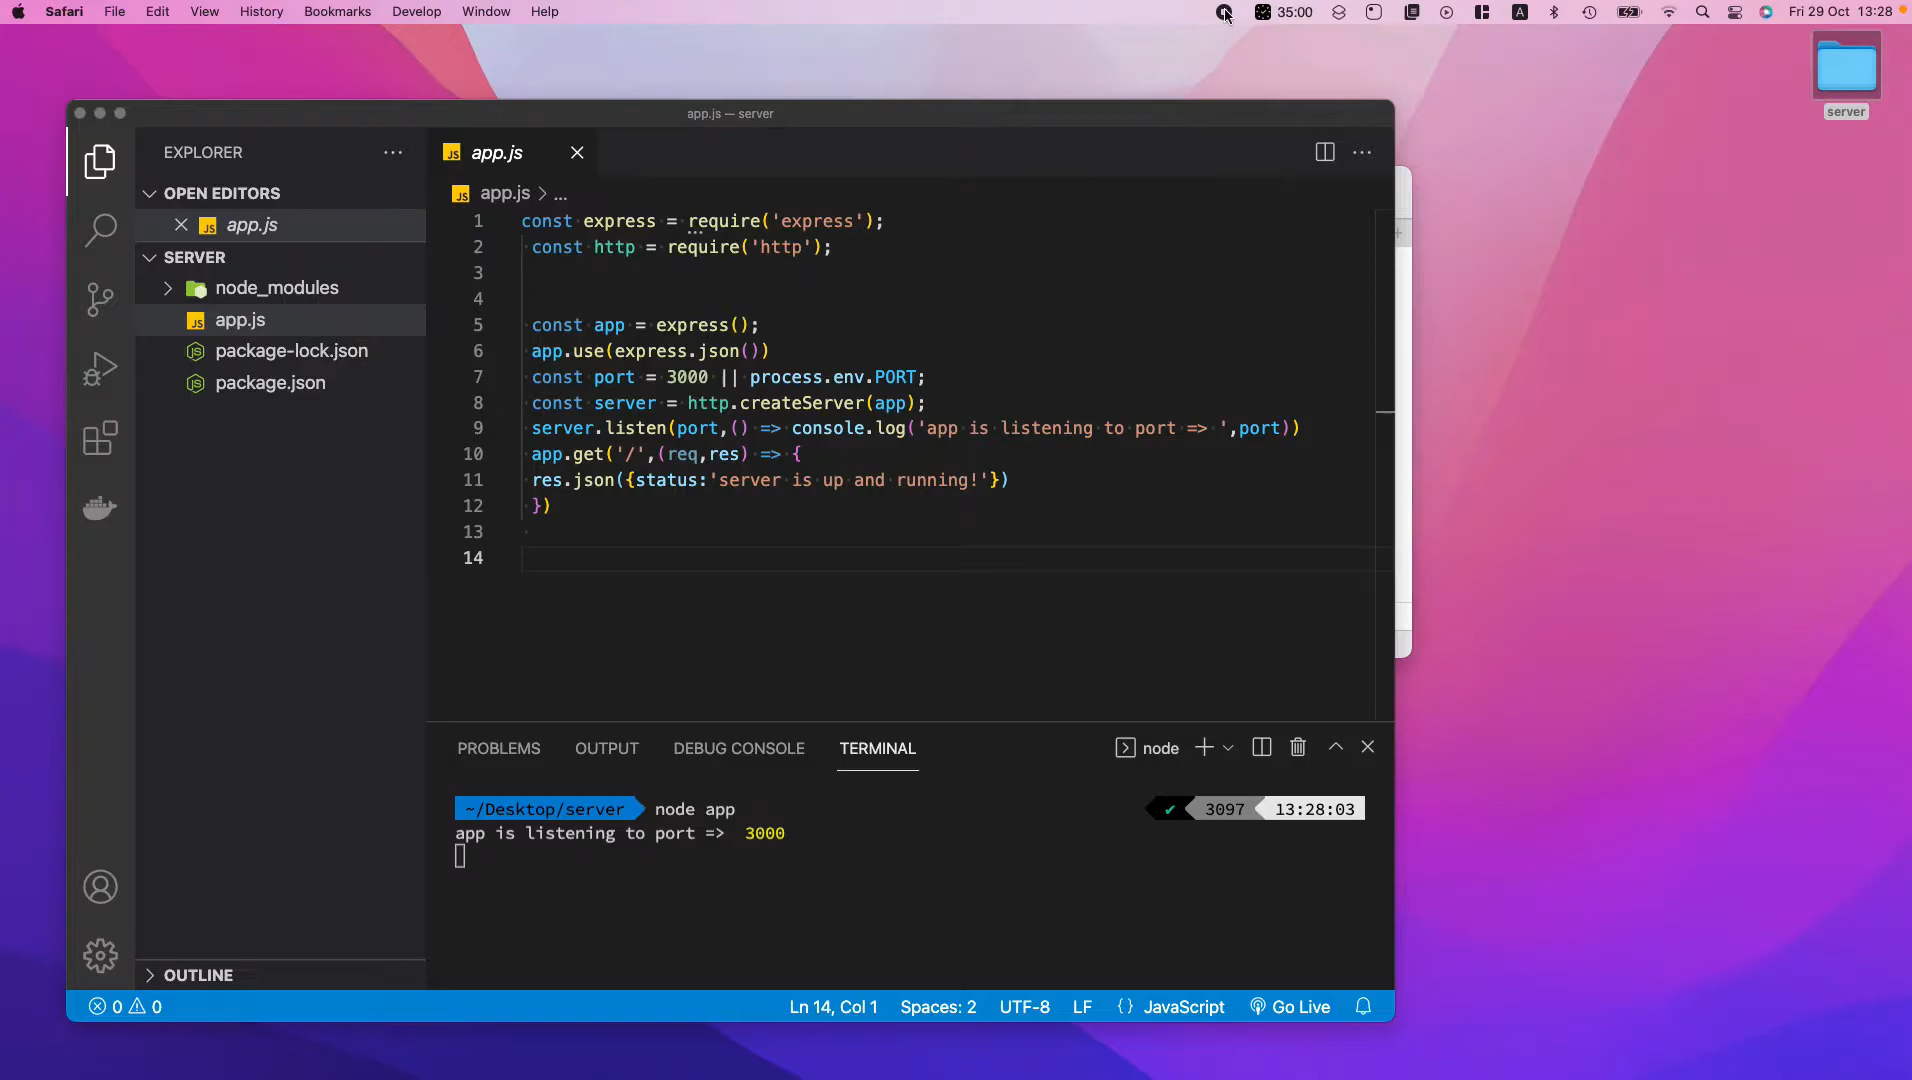 Safari File Edit View History Bookmarks Develop Window Help 35:00 A Fri 29 Oct 13:28
server
app.js — server
EXPLORER
JS app.js
OPEN EDITORS
JS app.js > ...
JS app.js
SERVER
node_modules
JS app.js
JS package-lock.json
JS package.json
1 const express = require('express');
2 const http = require('http');
3
4
5 const app = express();
6 app.use(express.json())
7 const port = 3000 || process.env.PORT;
8 const server = http.createServer(app);
9 server.listen(port,() => console.log('app is listening to port => ',port))
10 app.get('/',(req,res) => {
11 res.json({status:'server is up and running!'})
12 })
13
14
PROBLEMS OUTPUT DEBUG CONSOLE TERMINAL node
~/Desktop/server node app ✔ 3097 13:28:03
app is listening to port => 3000
OUTLINE
0 0 Ln 14, Col 1 Spaces: 2 UTF-8 LF {} JavaScript Go Live